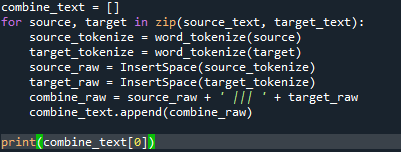 combine_text = []
for source, target in zip(source_text, target_text):
    source_tokenize = word_tokenize(source)
    target_tokenize = word_tokenize(target)
    source_raw = InsertSpace(source_tokenize)
    target_raw = InsertSpace(target_tokenize)
    combine_raw = source_raw + ' ||| ' + target_raw
    combine_text.append(combine_raw)

print(combine_text[0])